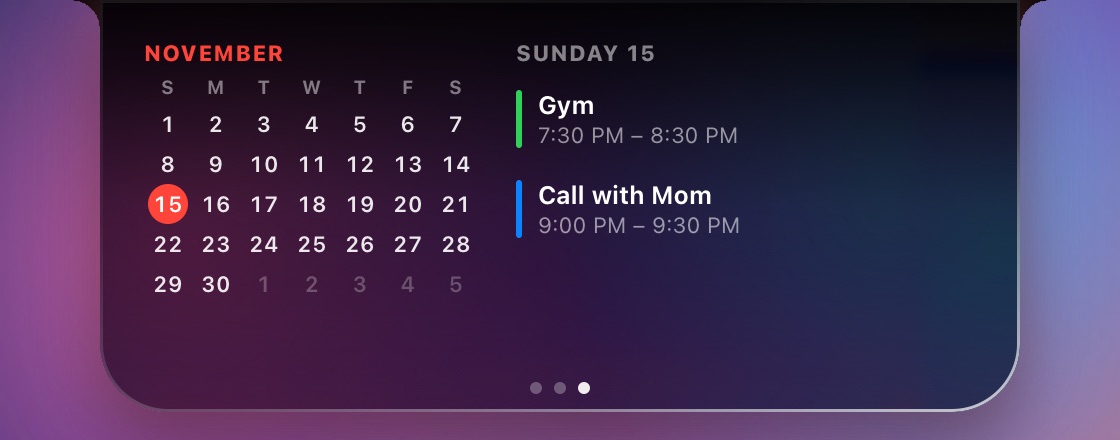 NOVEMBER
S M T W T F S
1 2 3 4 5 6 7
8 9 10 11 12 13 14
15 16 17 18 19 20 21
22 23 24 25 26 27 28
29 30 1 2 3 4 5
SUNDAY 15
Gym
7:30 PM – 8:30 PM
Call with Mom
9:00 PM – 9:30 PM